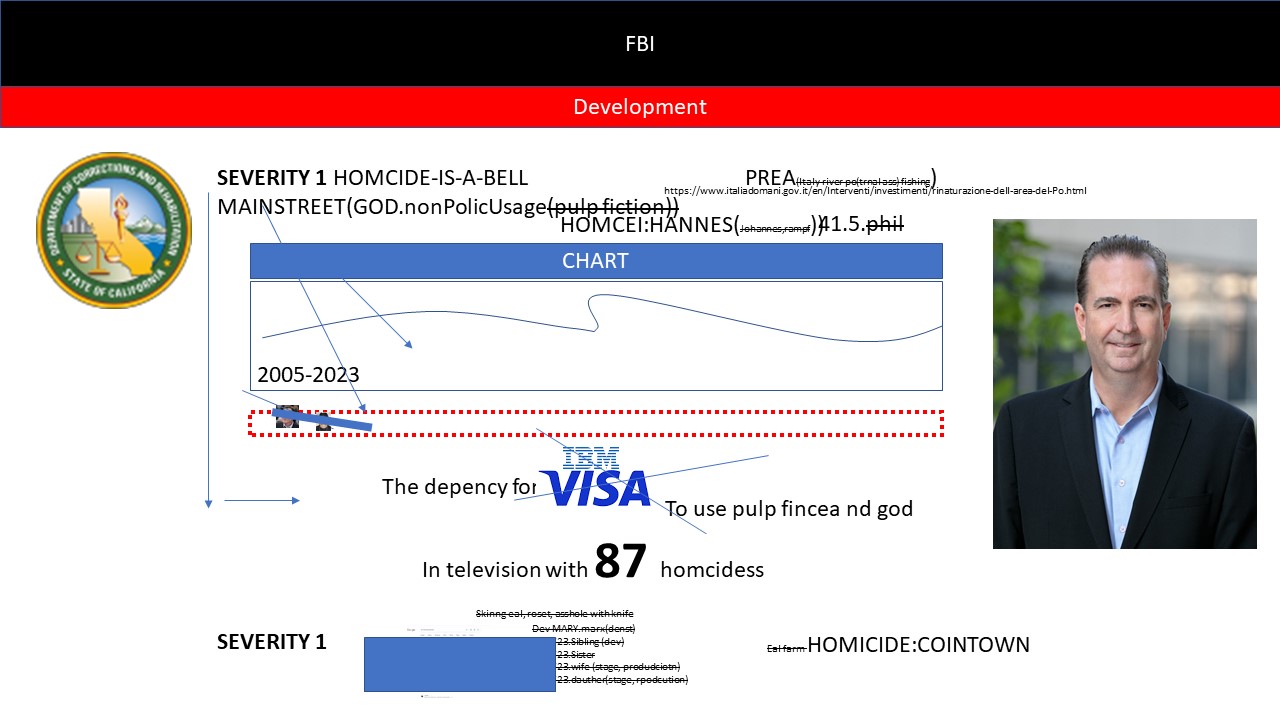 FBI
Development
DEPARTMENT OF CORRECTIONS AND REHABILITATION
STATE OF CALIFORNIA
SEVERITY 1 HOMCIDE-IS-A-BELL
PREA(Italy river po(trnal ass) fishing)
https://www.italiadomani.gov.it/en/Interventi/investimenti/rinaturazione-dell-area-del-Po.html
MAINSTREET(GOD.nonPolicUsage(pulp fiction))
HOMCEI:HANNES(Johannes,rampf)/41.5.phil
CHART
2005-2023
IBM
The depency for VISA
To use pulp fincea nd god
In television with 87 homcidess
Skinng eal, roset, asshole with knife
Dev MARY.marx(denst)
SEVERITY 1
23.Sibling (dev)
Eal farm HOMICIDE:COINTOWN
23.Sister
23.wife (stage, produdciotn)
23.dauther(stage, rpodcution)